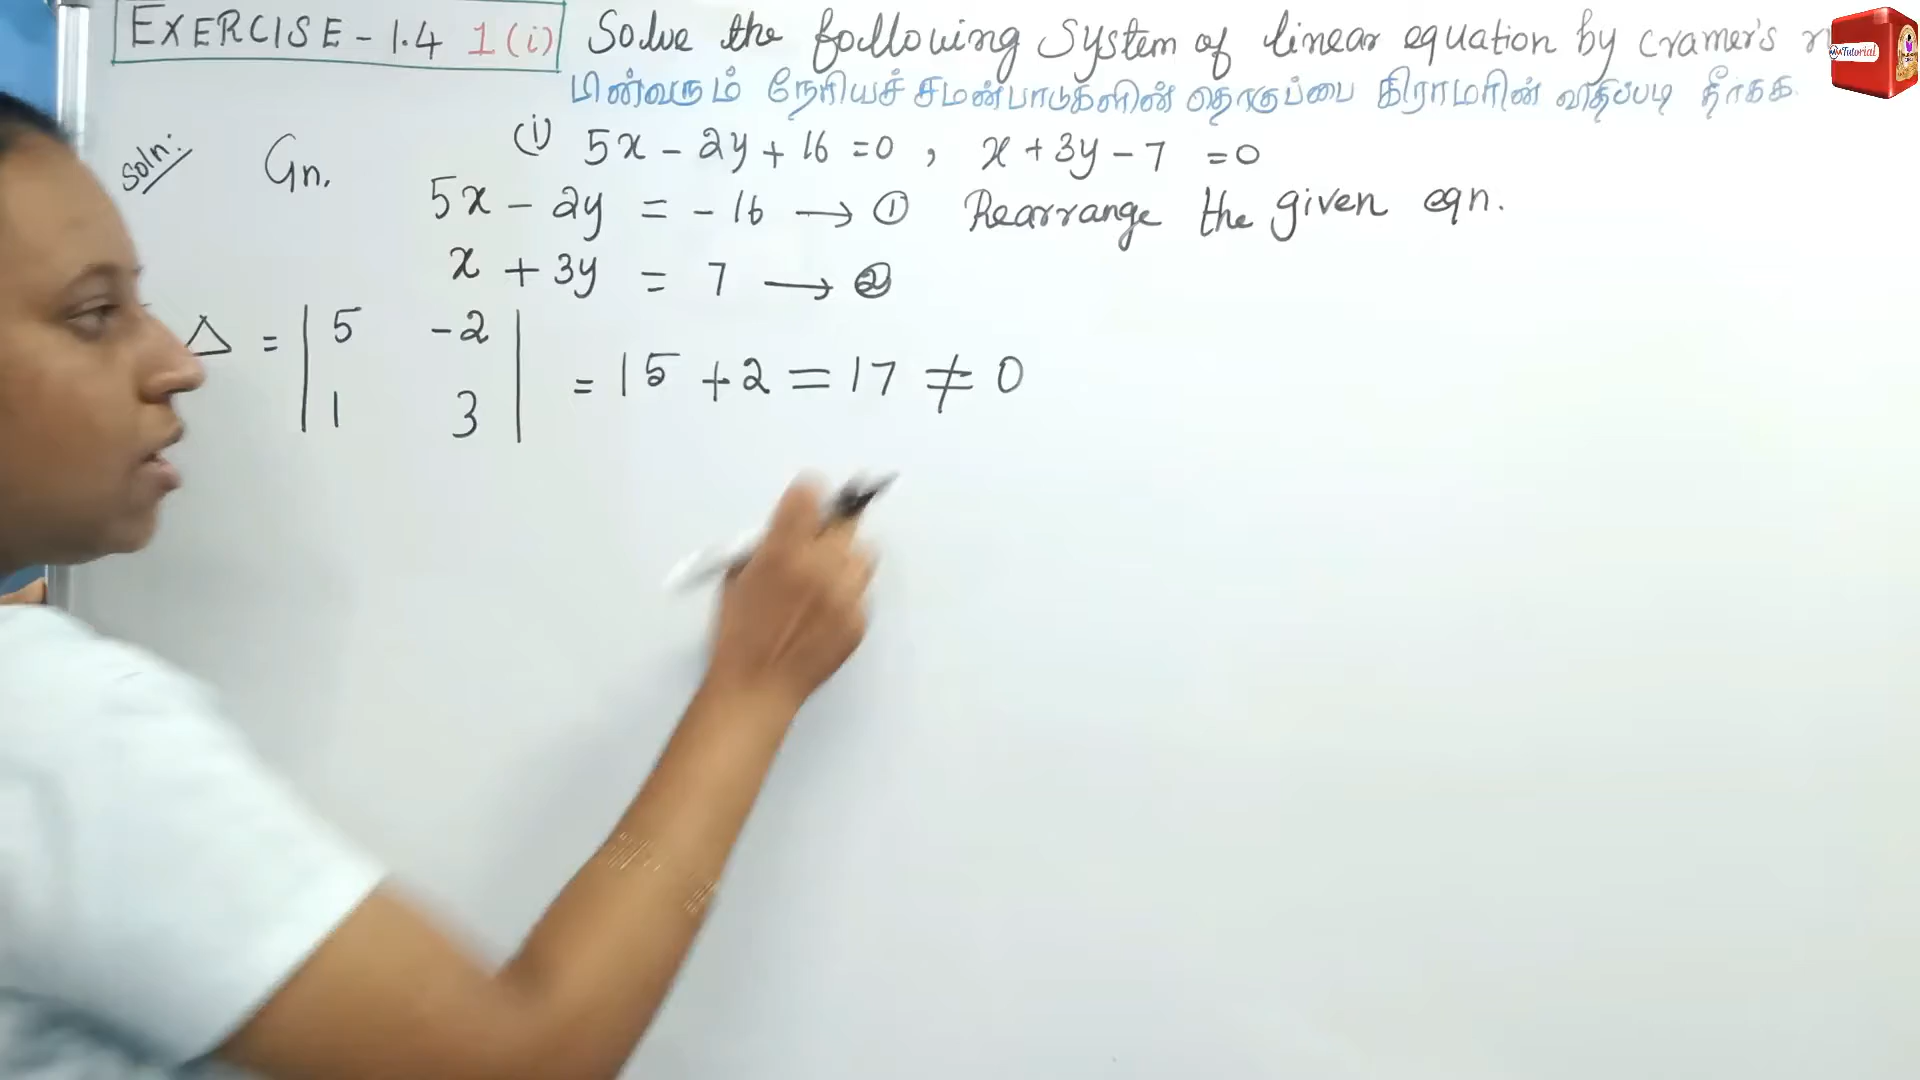 EXERCISE - 1.4 1(i) Solve the following System of linear equation by Cramer's
பின்வரும் நேரியச் சமன்பாடுகளின் தொகுப்பை கிராமரின் விதிப்படி தீர்க்க.
(i) 5x - 2y + 16 = 0 , x + 3y - 7 = 0
Soln: Gn.
5x - 2y = -16 → ① Rearrange the given eqn.
x + 3y = 7 → ②
△ = | 5 -2 |
| 1 3 | = 15 + 2 = 17 ≠ 0
Tutorial